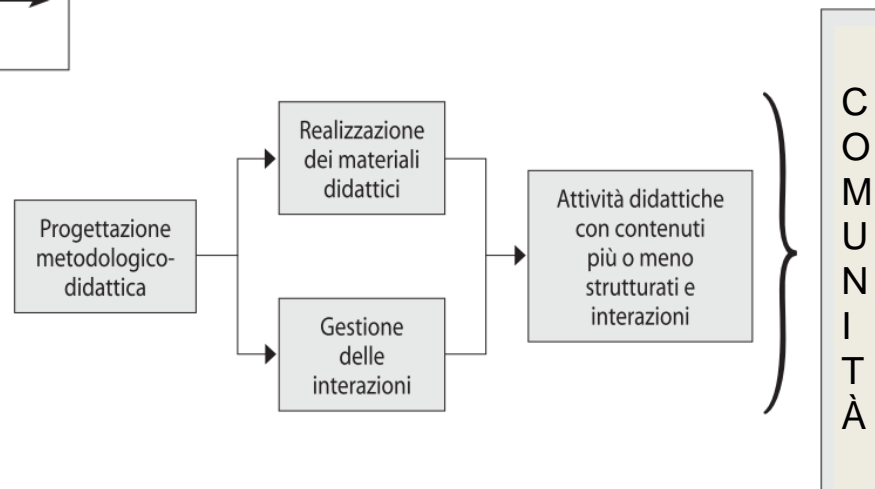 Progettazione
metodologico-
didattica
Realizzazione
dei materiali
didattici
Gestione
delle
interazioni
Attività didattiche
con contenuti
più o meno
strutturati e
interazioni
C
O
M
U
N
I
T
À